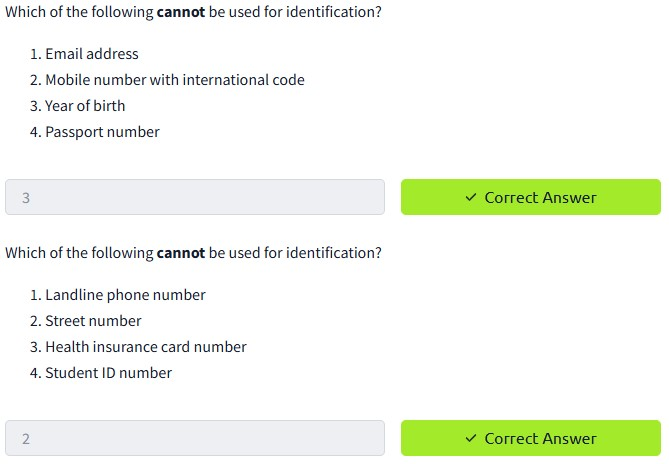 Which of the following cannot be used for identification?
1. Email address
2. Mobile number with international code
3. Year of birth
4. Passport number
3
✓ Correct Answer
Which of the following cannot be used for identification?
1. Landline phone number
2. Street number
3. Health insurance card number
4. Student ID number
2
✓ Correct Answer